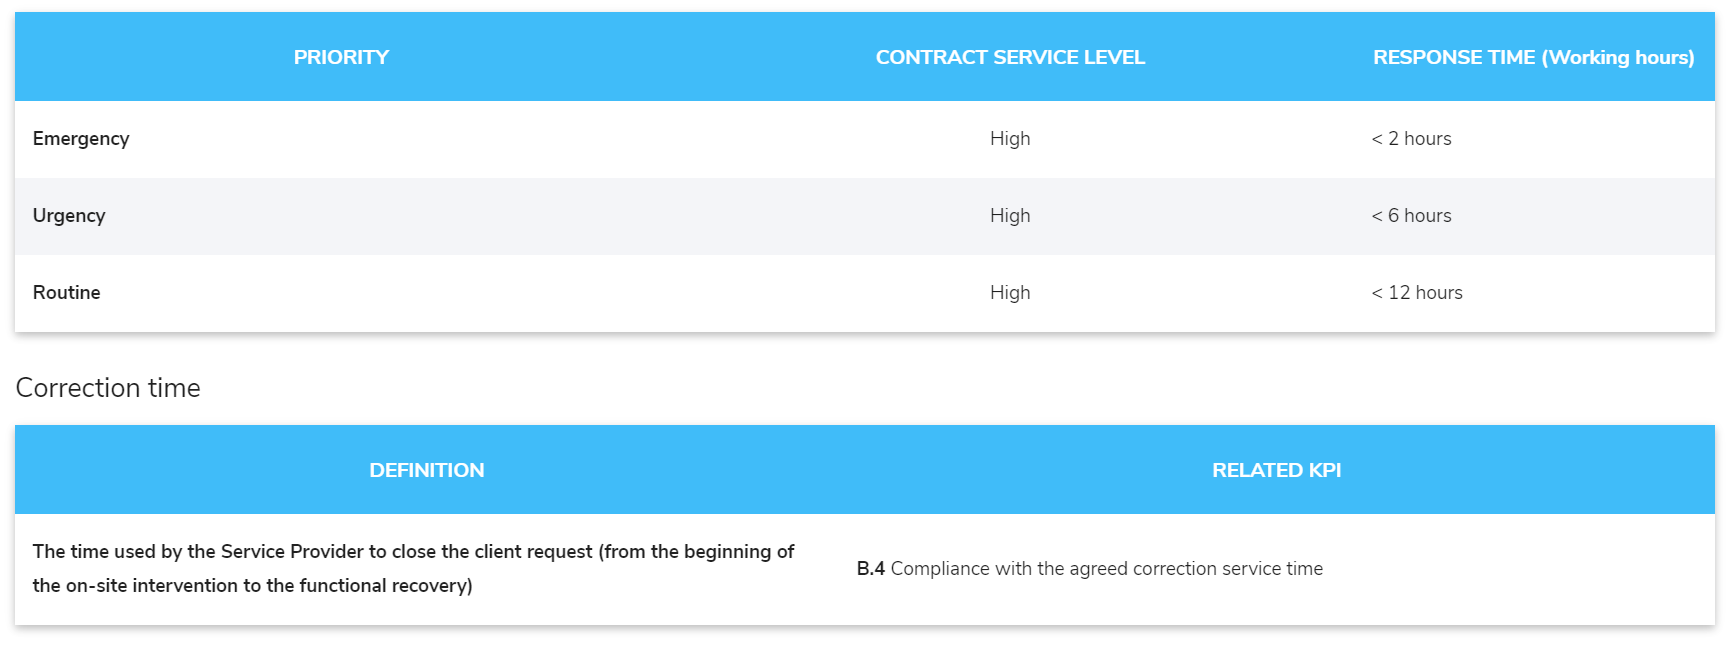 PRIORITY CONTRACT SERVICE LEVEL RESPONSE TIME (Working hours)
Emergency High < 2 hours
Urgency High < 6 hours
Routine High < 12 hours
Correction time
DEFINITION RELATED KPI
The time used by the Service Provider to close the client request (from the beginning of
the on-site intervention to the functional recovery)
B.4 Compliance with the agreed correction service time